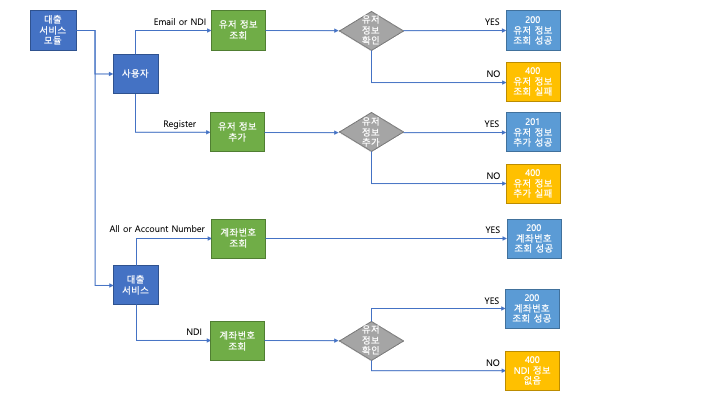 대출
서비스
모듈
Email or NDI
유저 정보
조회
유저
정보
확인
YES
200
유저 정보
조회 성공
사용자
NO
400
유저 정보
조회 실패
Register
유저 정보
추가
유저
정보
추가
YES
201
유저 정보
추가 성공
NO
400
유저 정보
추가 실패
All or Account Number
계좌번호
조회
YES
200
계좌번호
조회 성공
대출
서비스
NDI
계좌번호
조회
유저
정보
확인
YES
200
계좌번호
조회 성공
NO
400
NDI 정보
없음